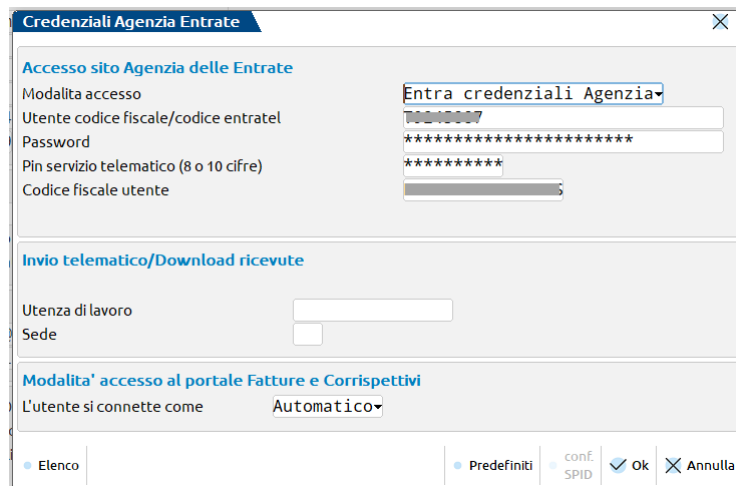 Credenziali Agenzia Entrate
Accesso sito Agenzia delle Entrate
Modalita accesso Entra credenziali Agenzia
Utente codice fiscale/codice entratel
Password ***********************
Pin servizio telematico (8 o 10 cifre) **********
Codice fiscale utente
Invio telematico/Download ricevute
Utenza di lavoro
Sede
Modalita' accesso al portale Fatture e Corrispettivi
L'utente si connette come Automatico
Elenco Predefiniti conf. SPID Ok Annulla